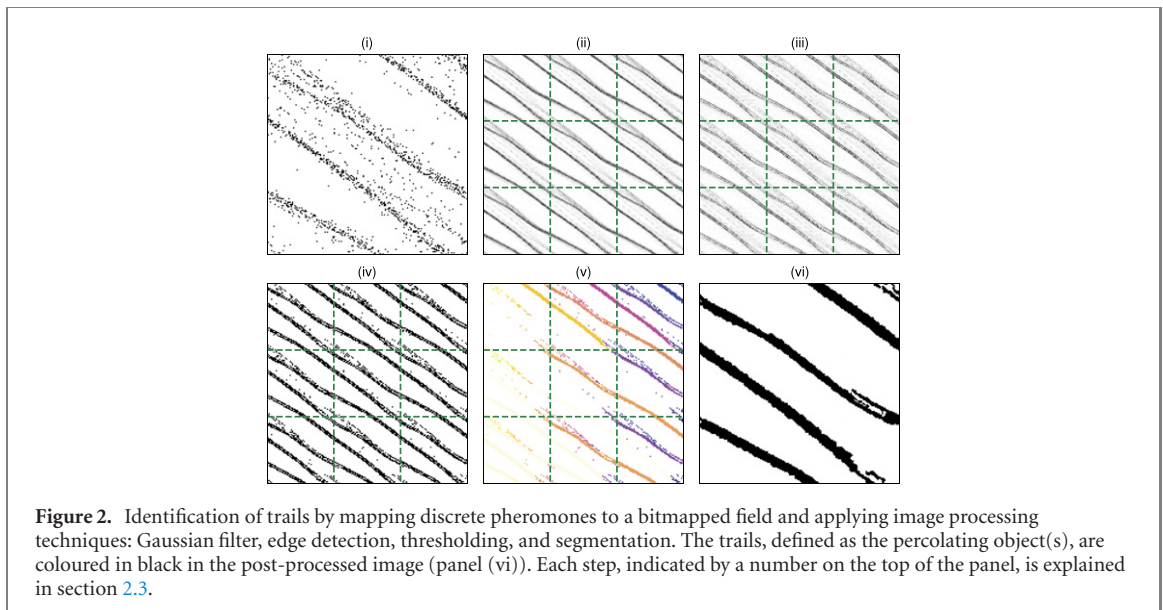 (i)
(ii)
(iii)
(iv)
(v)
(vi)
Figure 2. Identification of trails by mapping discrete pheromones to a bitmapped field and applying image processing
techniques: Gaussian filter, edge detection, thresholding, and segmentation. The trails, defined as the percolating object(s), are
coloured in black in the post-processed image (panel (vi)). Each step, indicated by a number on the top of the panel, is explained
in section 2.3.